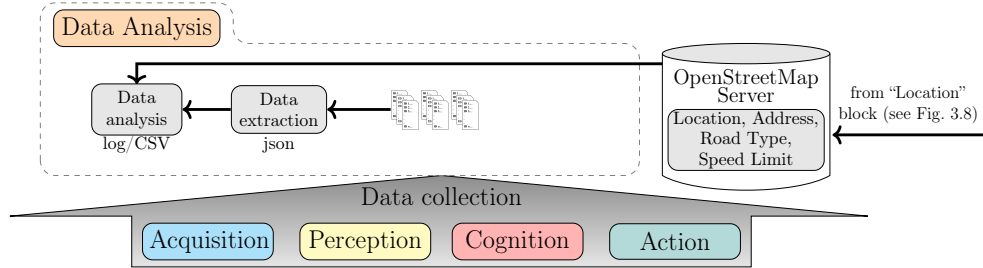 Data Analysis
Data
analysis
log/CSV
Data
extraction
json
OpenStreetMap
Server
Location, Address,
Road Type,
Speed Limit
from “Location”
block (see Fig. 3.8)
Data collection
Acquisition
Perception
Cognition
Action